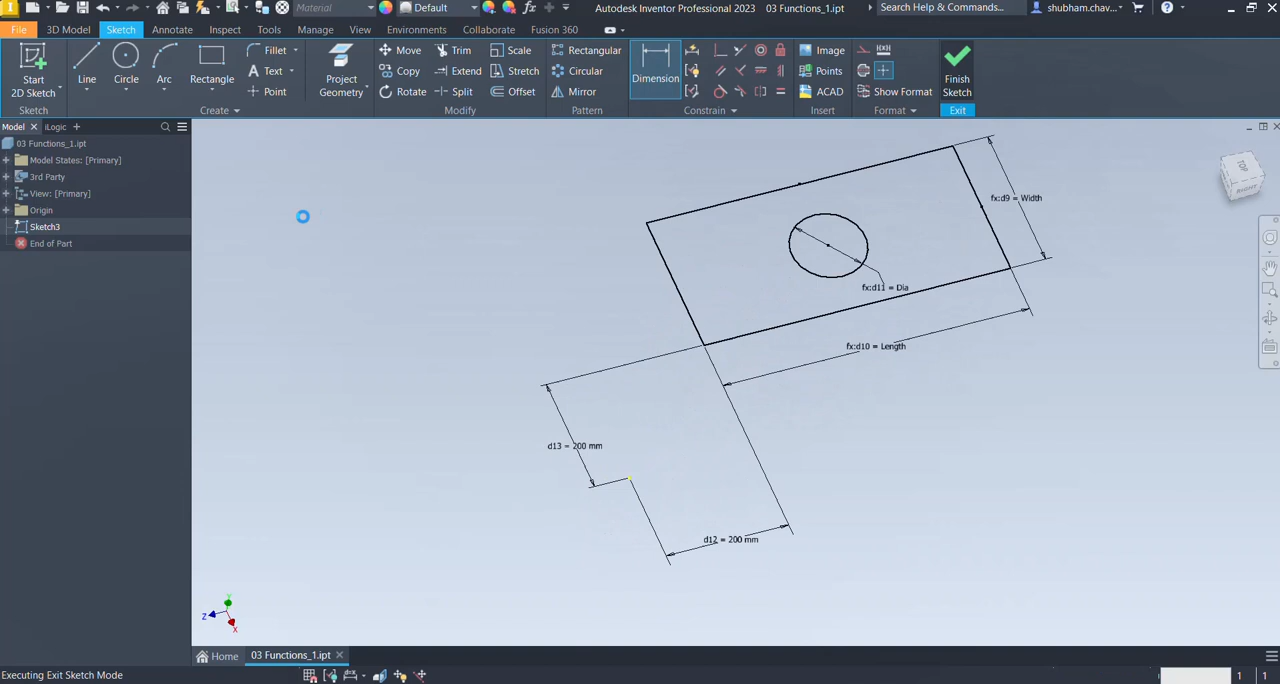 Material
Default
Autodesk Inventor Professional 2023 03 Functions_1.ipt
Search Help & Commands...
shubham.chav...
File
3D Model
Sketch
Annotate
Inspect
Tools
Manage
View
Environments
Collaborate
Fusion 360
Start
2D Sketch
Line
Circle
Arc
Rectangle
Fillet
Text
Point
Project
Geometry
Move
Copy
Rotate
Trim
Extend
Split
Scale
Stretch
Offset
Rectangular
Circular
Mirror
Dimension
Image
Points
ACAD
Show Format
Finish
Sketch
Sketch
Create
Modify
Pattern
Constrain
Insert
Format
Exit
Model
iLogic
03 Functions_1.ipt
Model States: [Primary]
3rd Party
View: [Primary]
Origin
Sketch3
End of Part
TOP
RIGHT
fx:d9 = Width
fx:d11 = Dia
fx:d10 = Length
d13 = 200 mm
d12 = 200 mm
Y
Z
X
Home
03 Functions_1.ipt
Executing Exit Sketch Mode
1
1